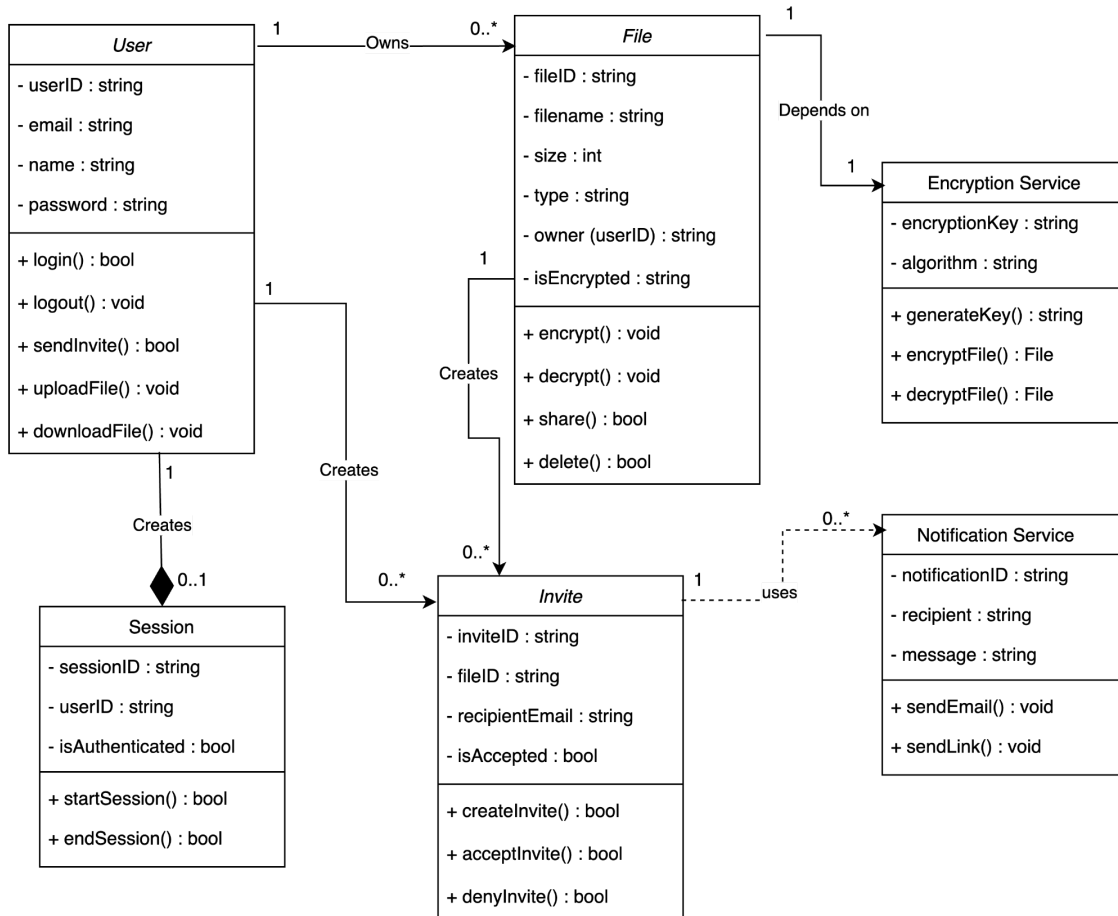 User
- userID : string
- email : string
- name : string
- password : string
+ login() : bool
+ logout() : void
+ sendInvite() : bool
+ uploadFile() : void
+ downloadFile() : void
1
Owns
0..*
File
- fileID : string
- filename : string
- size : int
- type : string
- owner (userID) : string
- isEncrypted : string
+ encrypt() : void
+ decrypt() : void
+ share() : bool
+ delete() : bool
1
Depends on
1
Encryption Service
- encryptionKey : string
- algorithm : string
+ generateKey() : string
+ encryptFile() : File
+ decryptFile() : File
1
Creates
0..*
1
Creates
0..*
1
Creates
0..1
Session
- sessionID : string
- userID : string
- isAuthenticated : bool
+ startSession() : bool
+ endSession() : bool
Invite
- inviteID : string
- fileID : string
- recipientEmail : string
- isAccepted : bool
+ createInvite() : bool
+ acceptInvite() : bool
+ denyInvite() : bool
1
uses
0..*
Notification Service
- notificationID : string
- recipient : string
- message : string
+ sendEmail() : void
+ sendLink() : void